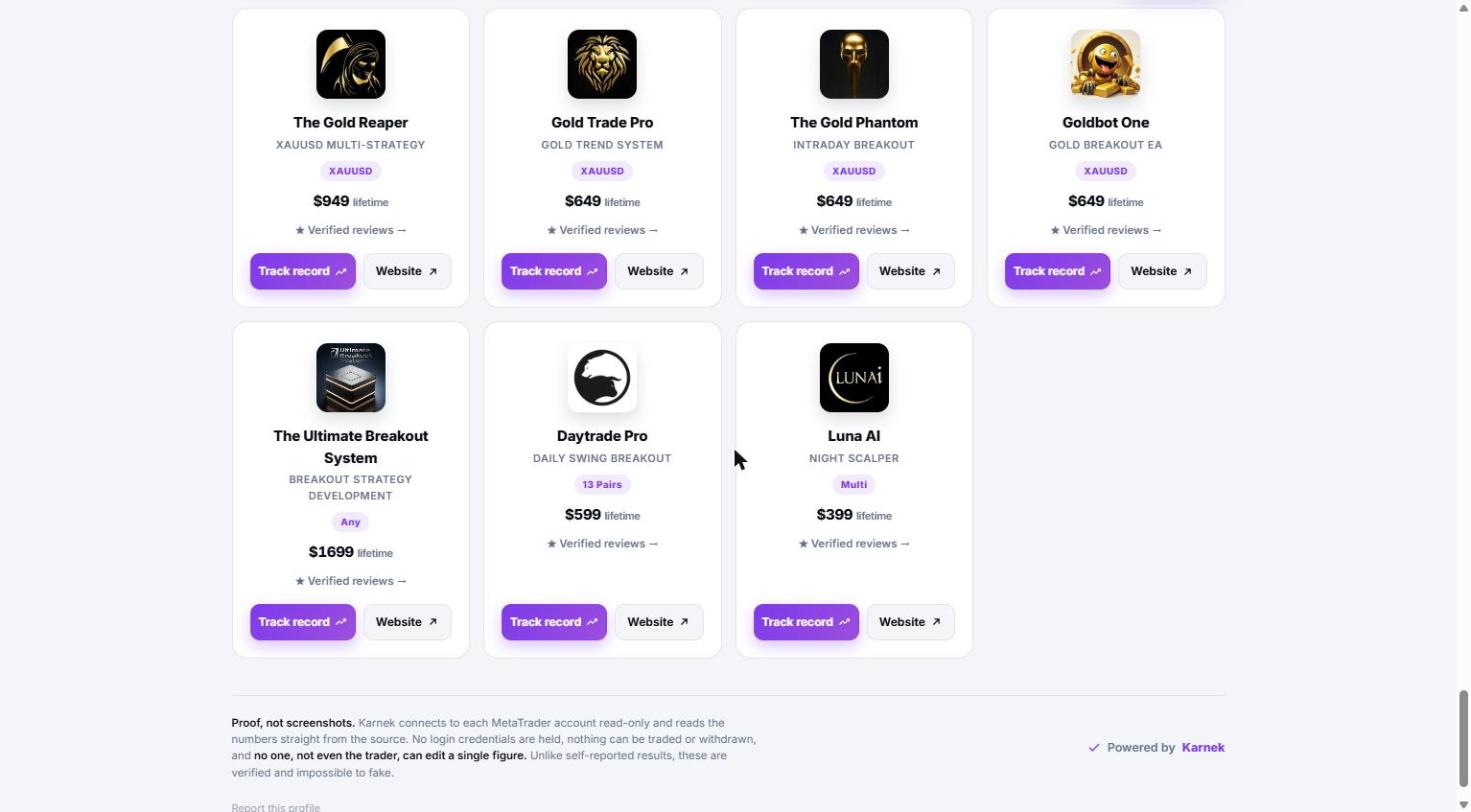 The Gold Reaper
XAUUSD MULTI-STRATEGY
XAUUSD
$949 lifetime
★ Verified reviews →
Track record
Website ↗
Gold Trade Pro
GOLD TREND SYSTEM
XAUUSD
$649 lifetime
★ Verified reviews →
Track record
Website ↗
The Gold Phantom
INTRADAY BREAKOUT
XAUUSD
$649 lifetime
★ Verified reviews →
Track record
Website ↗
Goldbot One
GOLD BREAKOUT EA
XAUUSD
$649 lifetime
★ Verified reviews →
Track record
Website ↗
Ultimate
Breakout
The Ultimate Breakout
System
BREAKOUT STRATEGY
DEVELOPMENT
Any
$1699 lifetime
★ Verified reviews →
Track record
Website ↗
Daytrade Pro
DAILY SWING BREAKOUT
13 Pairs
$599 lifetime
★ Verified reviews →
Track record
Website ↗
LUNAi
Luna AI
NIGHT SCALPER
Multi
$399 lifetime
★ Verified reviews →
Track record
Website ↗
Proof, not screenshots. Karnek connects to each MetaTrader account read-only and reads the
numbers straight from the source. No login credentials are held, nothing can be traded or withdrawn,
and no one, not even the trader, can edit a single figure. Unlike self-reported results, these are
verified and impossible to fake.
Powered by Karnek
Report this profile